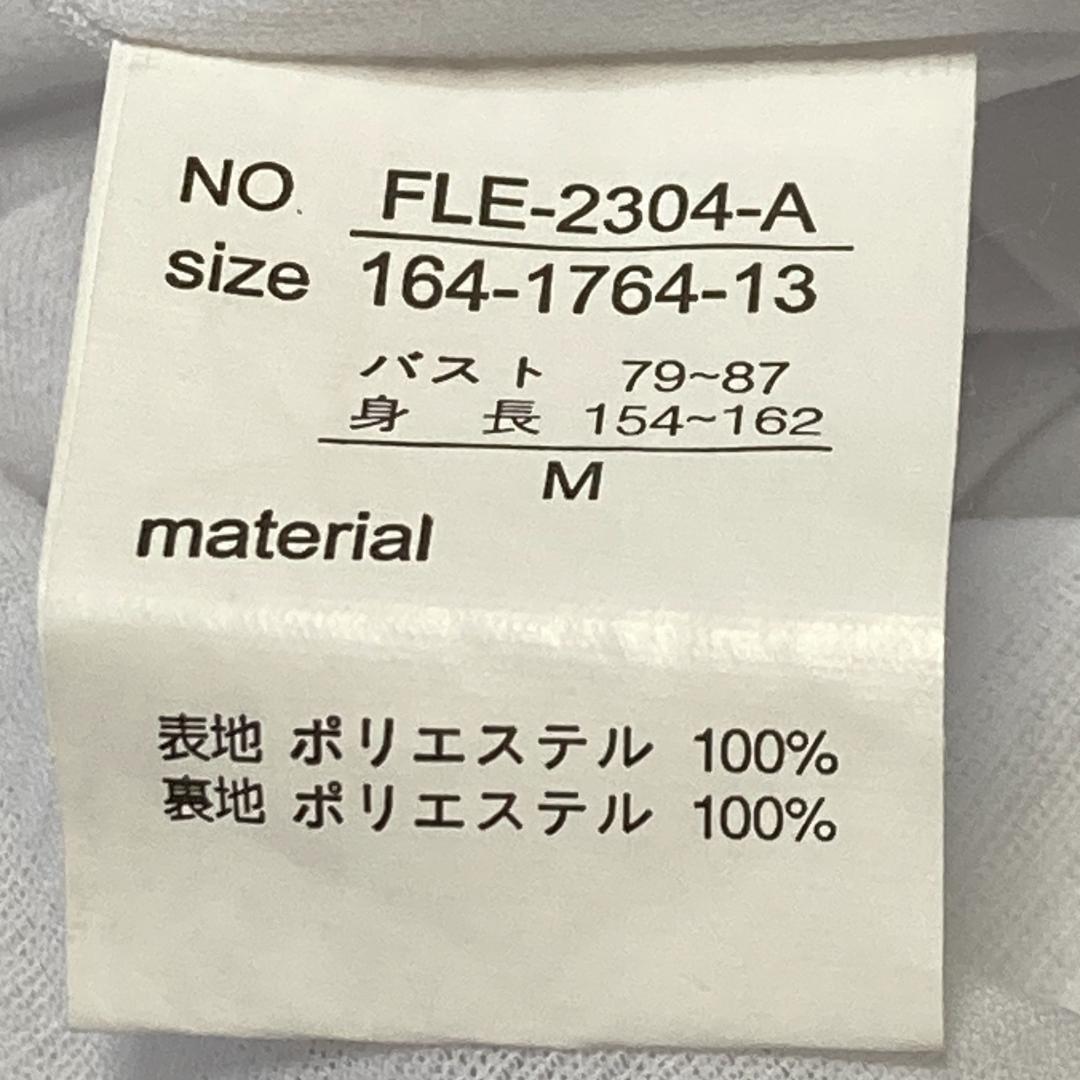 NO. FLE-2304-A
size 164-1764-13
バスト 79~87
身長 154~162
M
material
表地 ポリエステル 100%
裏地 ポリエステル 100%